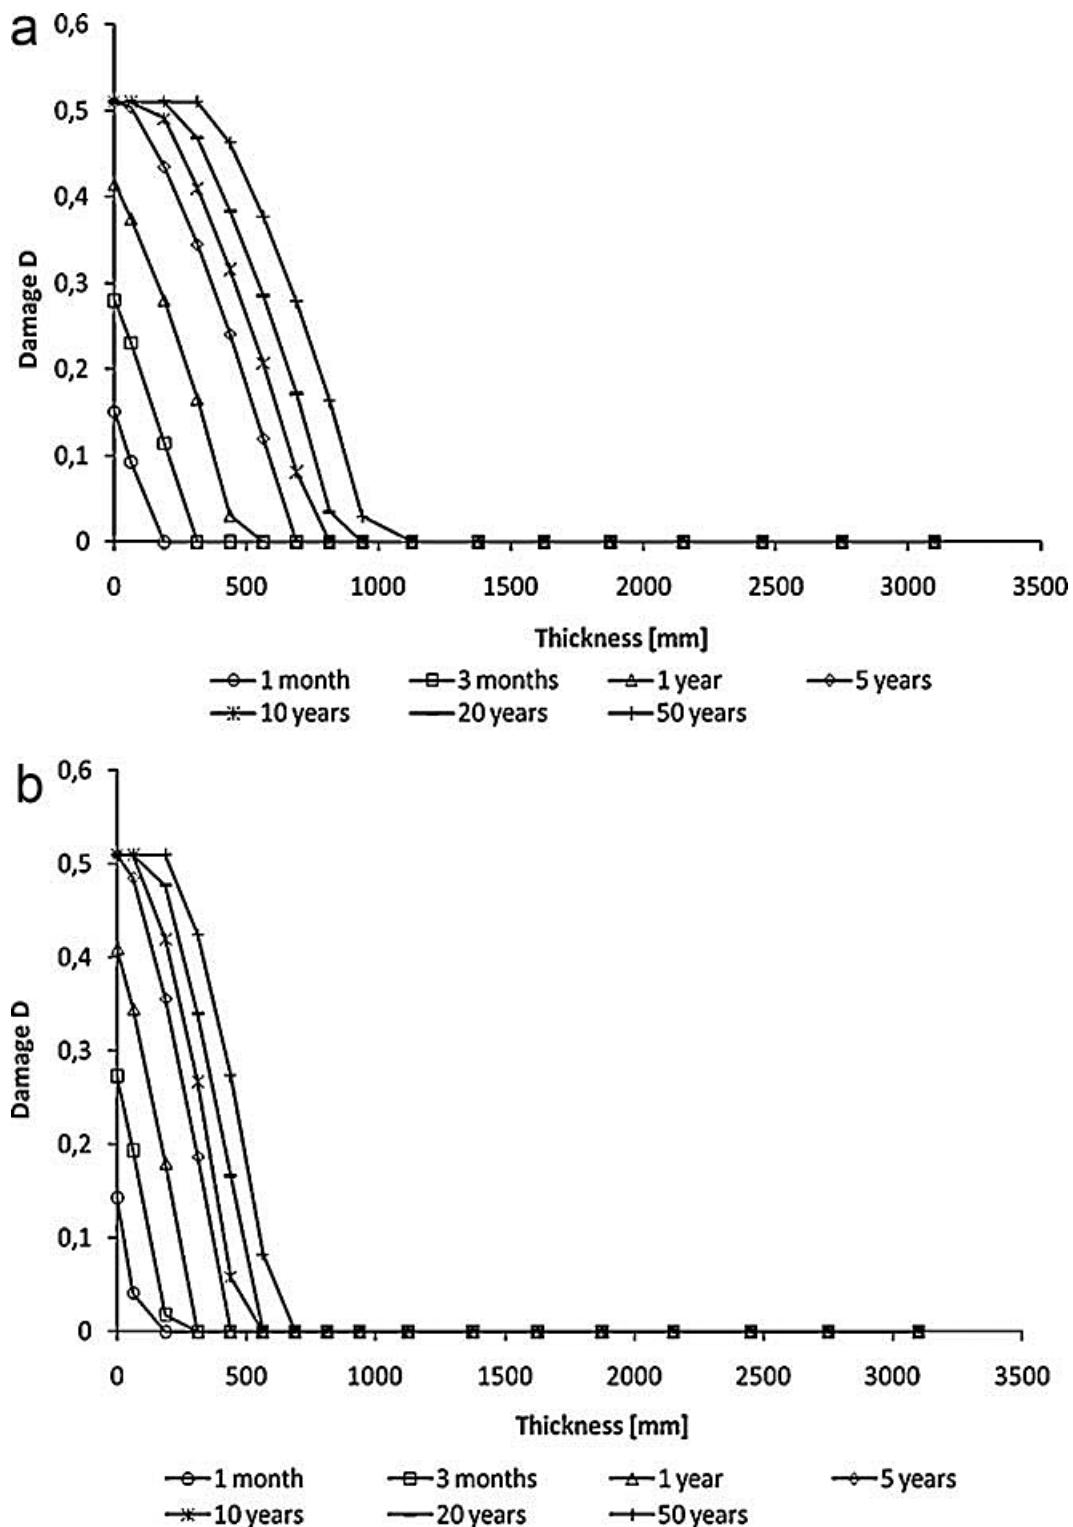 a
0,6
0,5
0,4
0,3
0,2
0,1
0
Damage D
0 500 1000 1500 2000 2500 3000 3500
Thickness [mm]
1 month 3 months 1 year 5 years
10 years 20 years 50 years
b
0,6
0,5
0,4
0,3
0,2
0,1
0
Damage D
0 500 1000 1500 2000 2500 3000 3500
Thickness [mm]
1 month 3 months 1 year 5 years
10 years 20 years 50 years